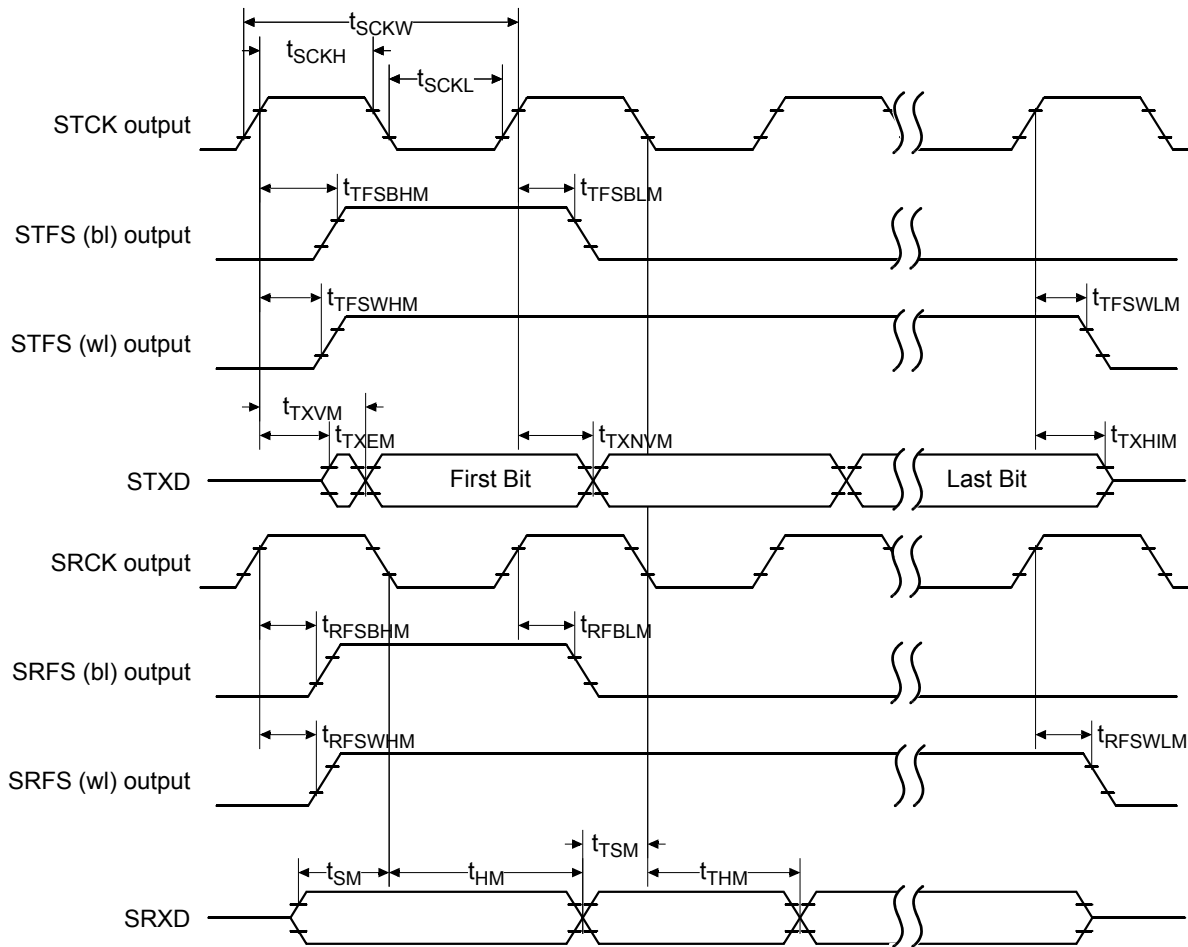 tSCKW
tSCKH
tSCKL
STCK output
tTFSBHM
tTFSBLM
STFS (bl) output
tTFSWHM
tTFSWLM
STFS (wl) output
tTXVM
tTXEM
tTXNVM
tTXHIM
STXD
First Bit
Last Bit
SRCK output
tRFSBHM
tRFBLM
SRFS (bl) output
tRFSWHM
tRFSWLM
SRFS (wl) output
tTSM
tSM
tHM
tTHM
SRXD